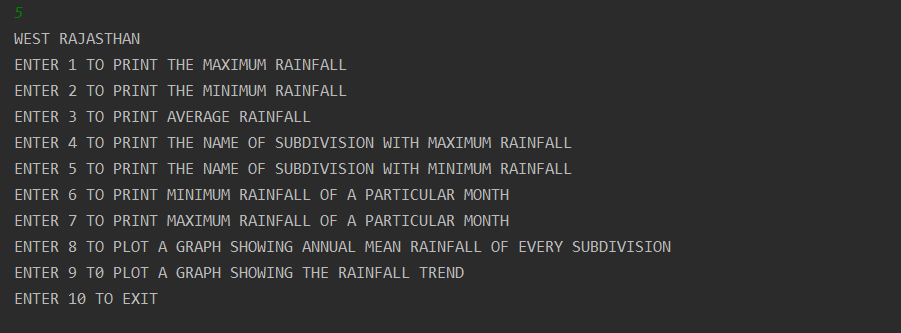 5
WEST RAJASTHAN
ENTER 1 TO PRINT THE MAXIMUM RAINFALL
ENTER 2 TO PRINT THE MINIMUM RAINFALL
ENTER 3 TO PRINT AVERAGE RAINFALL
ENTER 4 TO PRINT THE NAME OF SUBDIVISION WITH MAXIMUM RAINFALL
ENTER 5 TO PRINT THE NAME OF SUBDIVISION WITH MINIMUM RAINFALL
ENTER 6 TO PRINT MINIMUM RAINFALL OF A PARTICULAR MONTH
ENTER 7 TO PRINT MAXIMUM RAINFALL OF A PARTICULAR MONTH
ENTER 8 TO PLOT A GRAPH SHOWING ANNUAL MEAN RAINFALL OF EVERY SUBDIVISION
ENTER 9 T0 PLOT A GRAPH SHOWING THE RAINFALL TREND
ENTER 10 TO EXIT